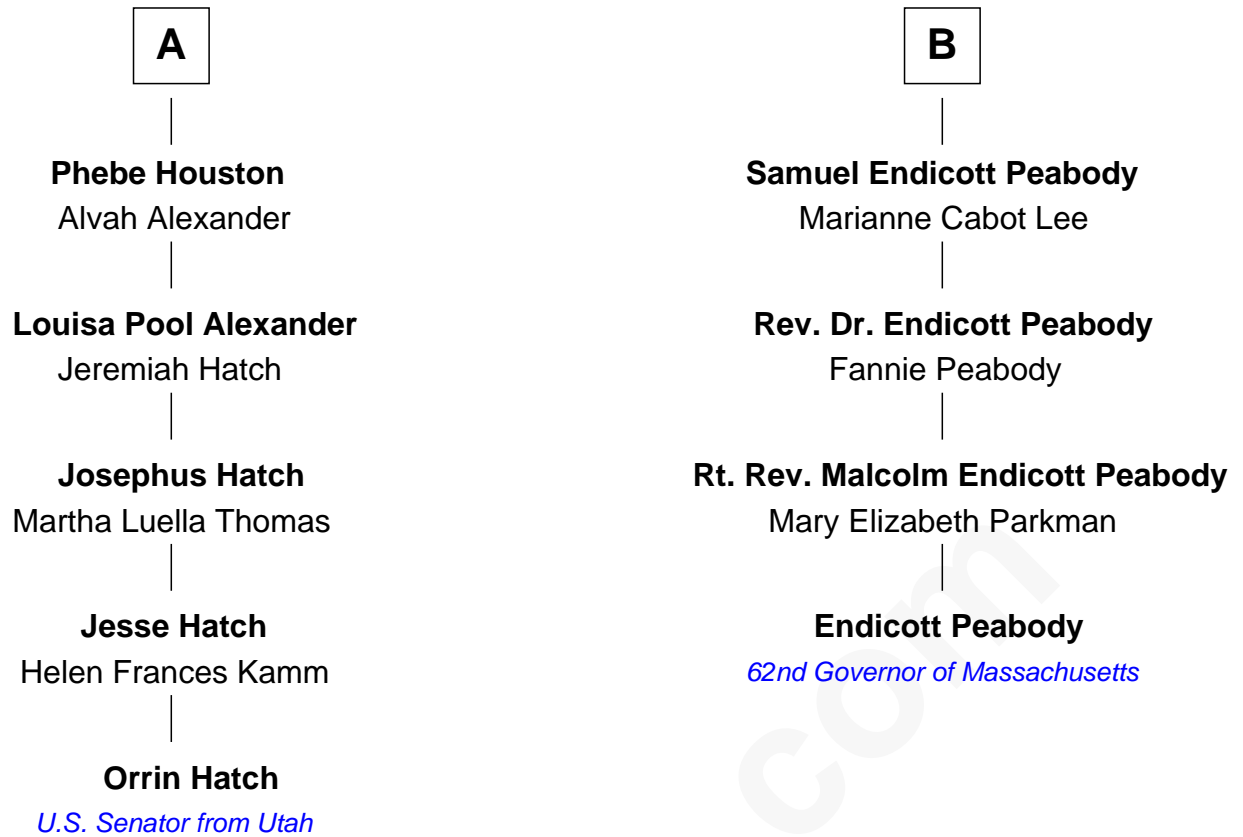 A
Phebe Houston
Alvah Alexander
Louisa Pool Alexander
Jeremiah Hatch
Josephus Hatch
Martha Luella Thomas
Jesse Hatch
Helen Frances Kamm
Orrin Hatch
U.S. Senator from Utah
B
Samuel Endicott Peabody
Marianne Cabot Lee
Rev. Dr. Endicott Peabody
Fannie Peabody
Rt. Rev. Malcolm Endicott Peabody
Mary Elizabeth Parkman
Endicott Peabody
62nd Governor of Massachusetts
com